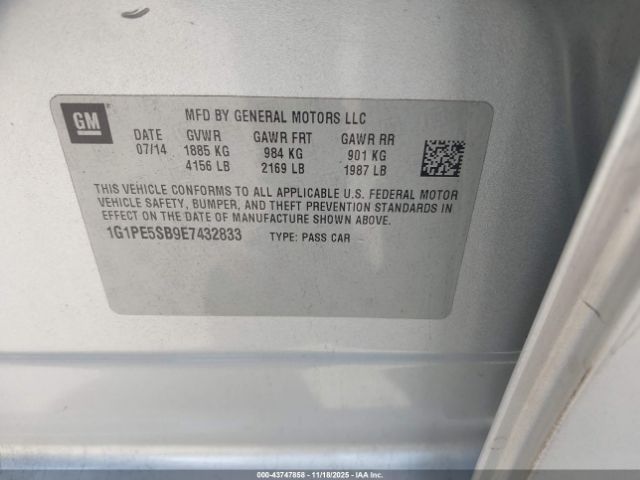 GM
MFD BY GENERAL MOTORS LLC
DATE GVWR GAWR FRT GAWR RR
07/14 1885 KG 984 KG 901 KG
4156 LB 2169 LB 1987 LB
THIS VEHICLE CONFORMS TO ALL APPLICABLE U.S. FEDERAL MOTOR
VEHICLE SAFETY, BUMPER, AND THEFT PREVENTION STANDARDS IN
EFFECT ON THE DATE OF MANUFACTURE SHOWN ABOVE.
1G1PE5SB9E7432833 TYPE: PASS CAR
000-43747858 - 11/18/2025 - IAA Inc.